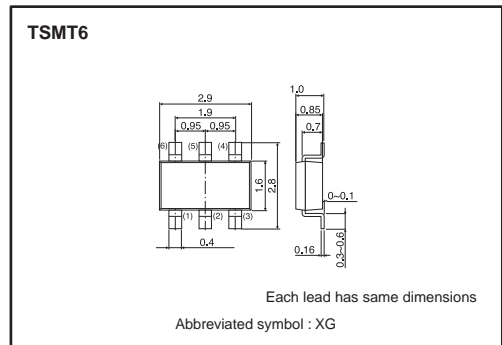 TSMT6
1.0
2.9
1.9
0.95 0.95
0.85
0.7
(6) (5) (4)
1.6
2.8
0~0.1
(1) (2) (3)
0.4
0.16
0.3~0.6
Each lead has same dimensions
Abbreviated symbol : XG